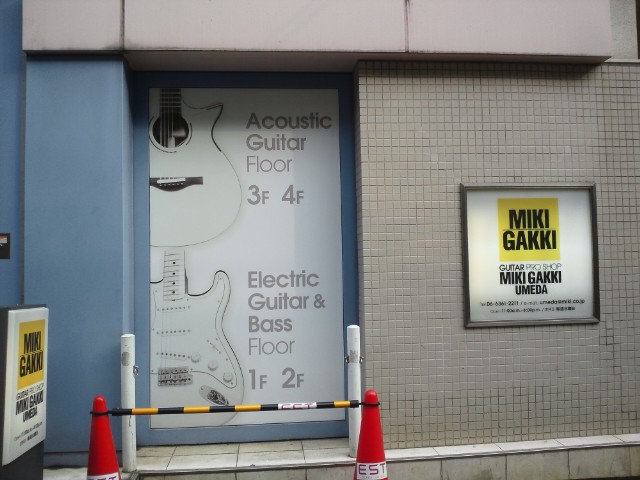 Acoustic
Guitar
Floor
3F 4F
Electric
Guitar &
Bass
Floor
1F 2F
MIKI
GAKKI
GUITAR PRO SHOP
MIKI GAKKI
UMEDA
MIKI
GAKKI
GUITAR PRO SHOP
MIKI GAKKI
UMEDA
EST
EST